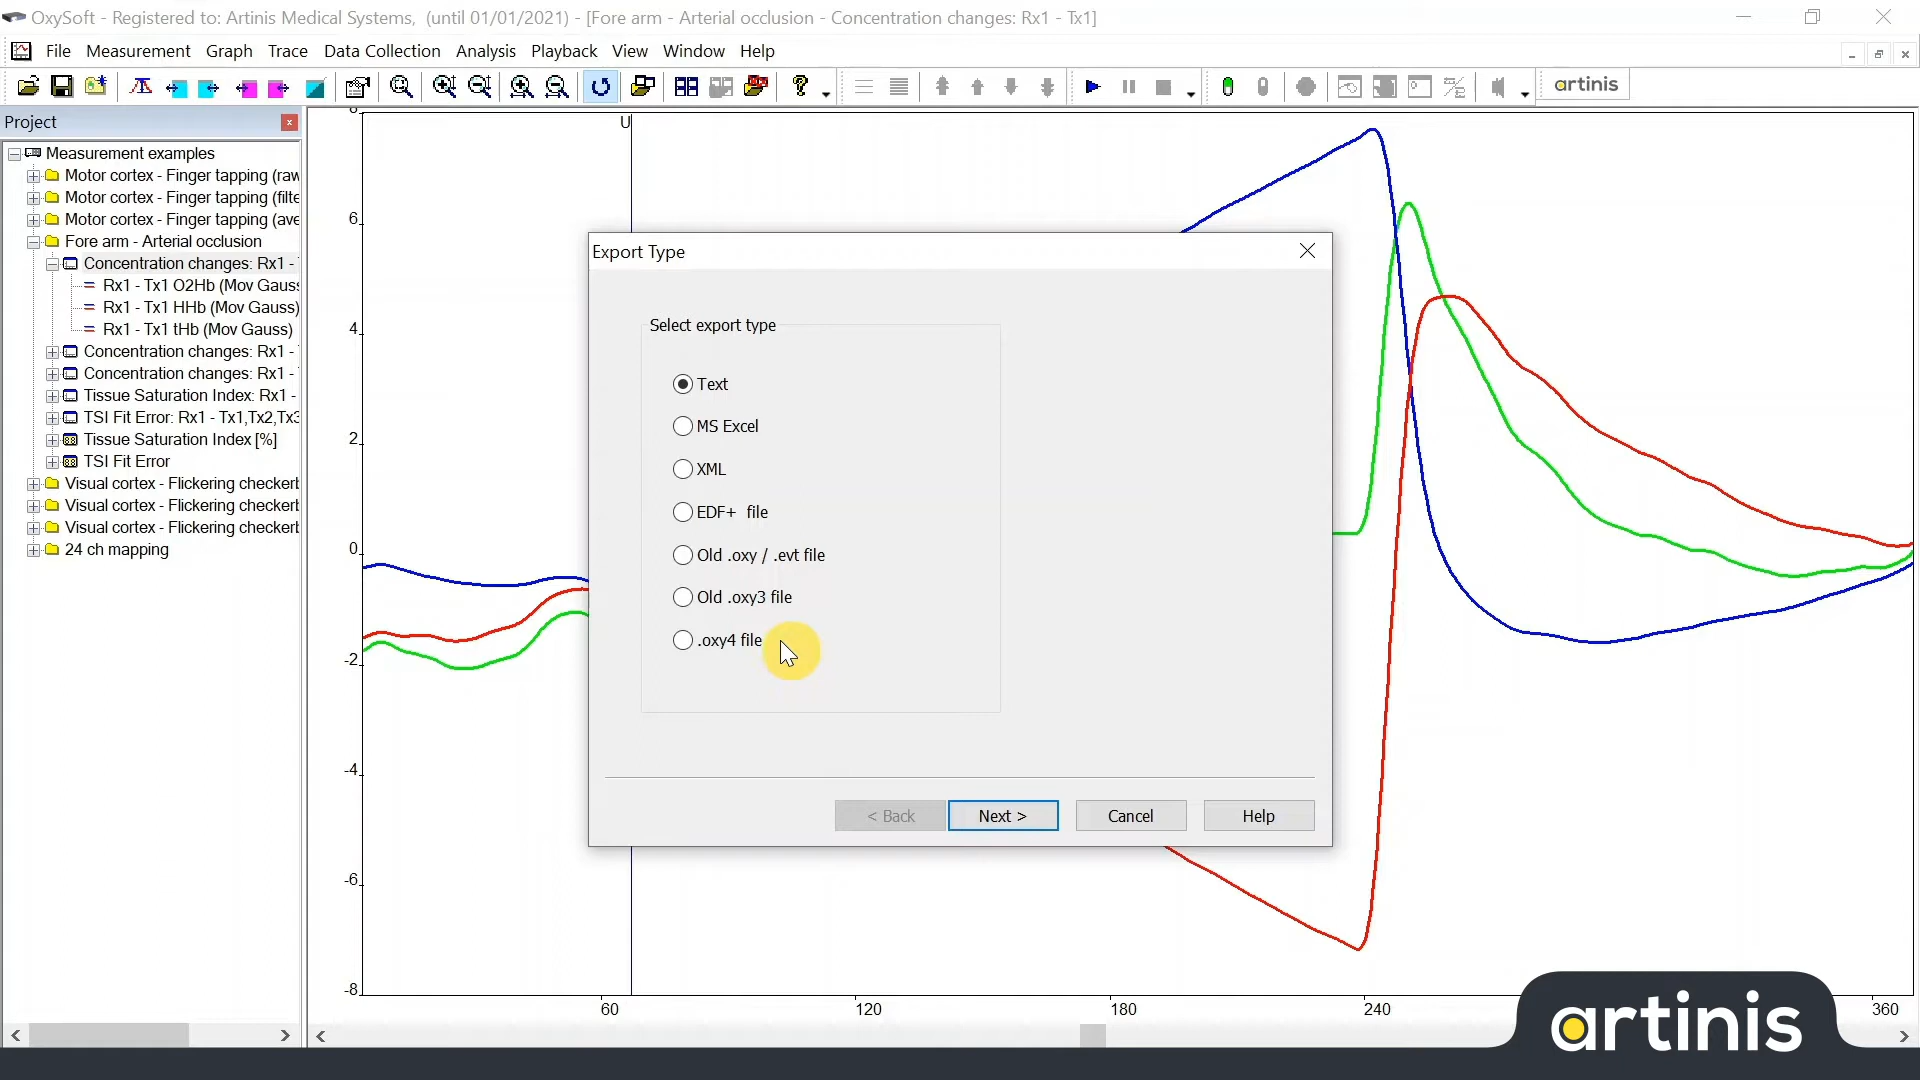 OxySoft - Registered to: Artinis Medical Systems, (until 01/01/2021) - [Fore arm - Arterial occlusion - Concentration changes: Rx1 - Tx1]
File Measurement Graph Trace Data Collection Analysis Playback View Window Help
artinis
Project
Measurement examples
Motor cortex - Finger tapping (raw
Motor cortex - Finger tapping (filte
Motor cortex - Finger tapping (ave
Fore arm - Arterial occlusion
Concentration changes: Rx1 -
Rx1 - Tx1 O2Hb (Mov Gauss
Rx1 - Tx1 HHb (Mov Gauss)
Rx1 - Tx1 tHb (Mov Gauss)
Concentration changes: Rx1 -
Concentration changes: Rx1 -
Tissue Saturation Index: Rx1 -
TSI Fit Error: Rx1 - Tx1,Tx2,Tx3
Tissue Saturation Index [%]
TSI Fit Error
Visual cortex - Flickering checkerb
Visual cortex - Flickering checkerb
Visual cortex - Flickering checkerb
24 ch mapping
U
8
6
4
2
0
-2
-4
-6
-8
60 120 180 240 360
Export Type
Select export type
Text
MS Excel
XML
EDF+ file
Old .oxy / .evt file
Old .oxy3 file
.oxy4 file
< Back Next > Cancel Help
artinis